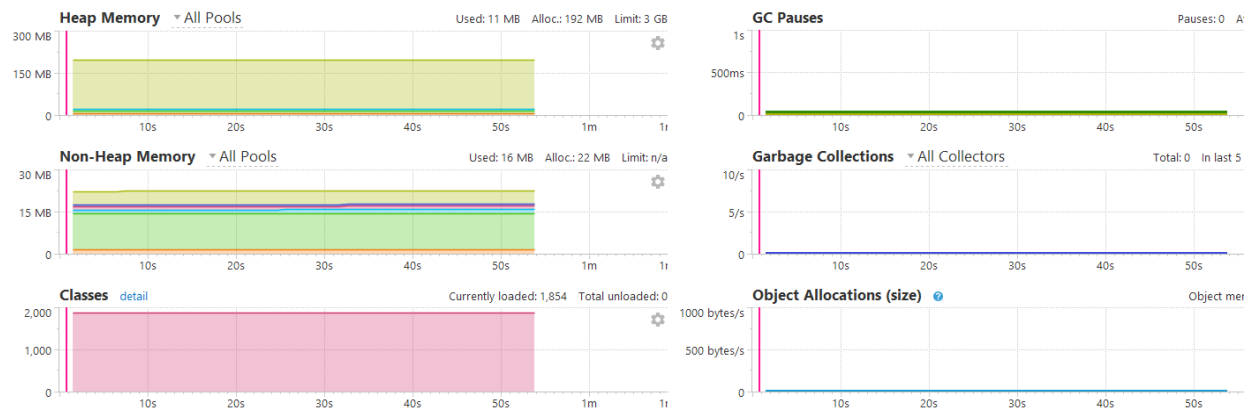 Heap Memory All Pools Used: 11 MB Alloc.: 192 MB Limit: 3 GB
300 MB
150 MB
0
10s 20s 30s 40s 50s 1m
GC Pauses Pauses: 0
1s
500ms
0
10s 20s 30s 40s 50s
Non-Heap Memory All Pools Used: 16 MB Alloc.: 22 MB Limit: n/a
30 MB
15 MB
0
10s 20s 30s 40s 50s 1m
Garbage Collections All Collectors Total: 0 In last 5
10/s
5/s
0
10s 20s 30s 40s 50s
Classes detail Currently loaded: 1,854 Total unloaded: 0
2,000
1,000
0
10s 20s 30s 40s 50s 1m
Object Allocations (size) ? Object
1000 bytes/s
500 bytes/s
0
10s 20s 30s 40s 50s